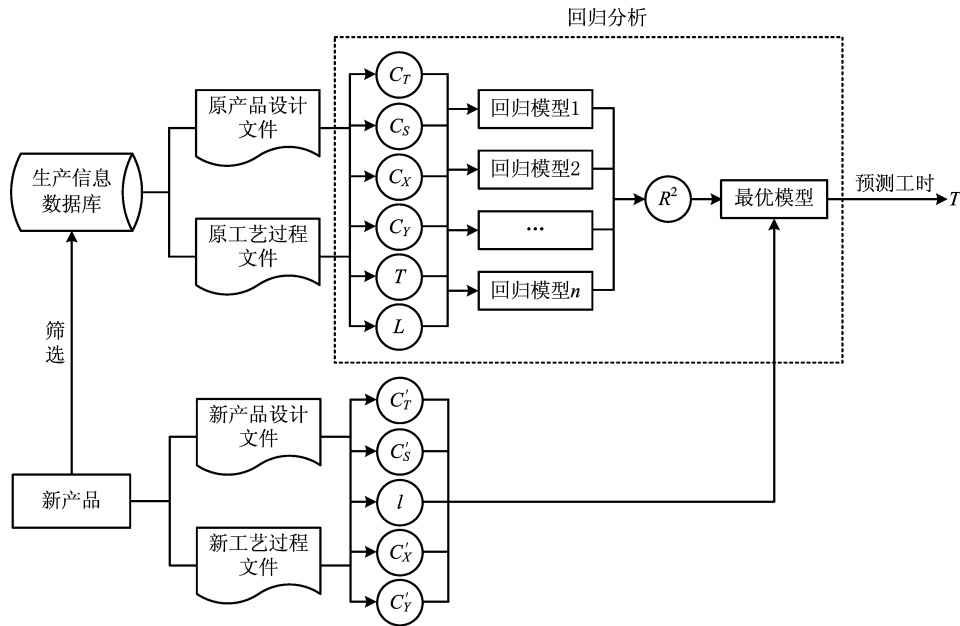 回归分析
原产品设计
文件
原工艺过程
文件
生产信息
数据库
C_T
C_S
C_X
C_Y
T
L
回归模型1
回归模型2
...
回归模型n
R²
最优模型
预测工时
T
筛
选
新产品
新产品设计
文件
新工艺过程
文件
C'_T
C'_S
l
C'_X
C'_Y